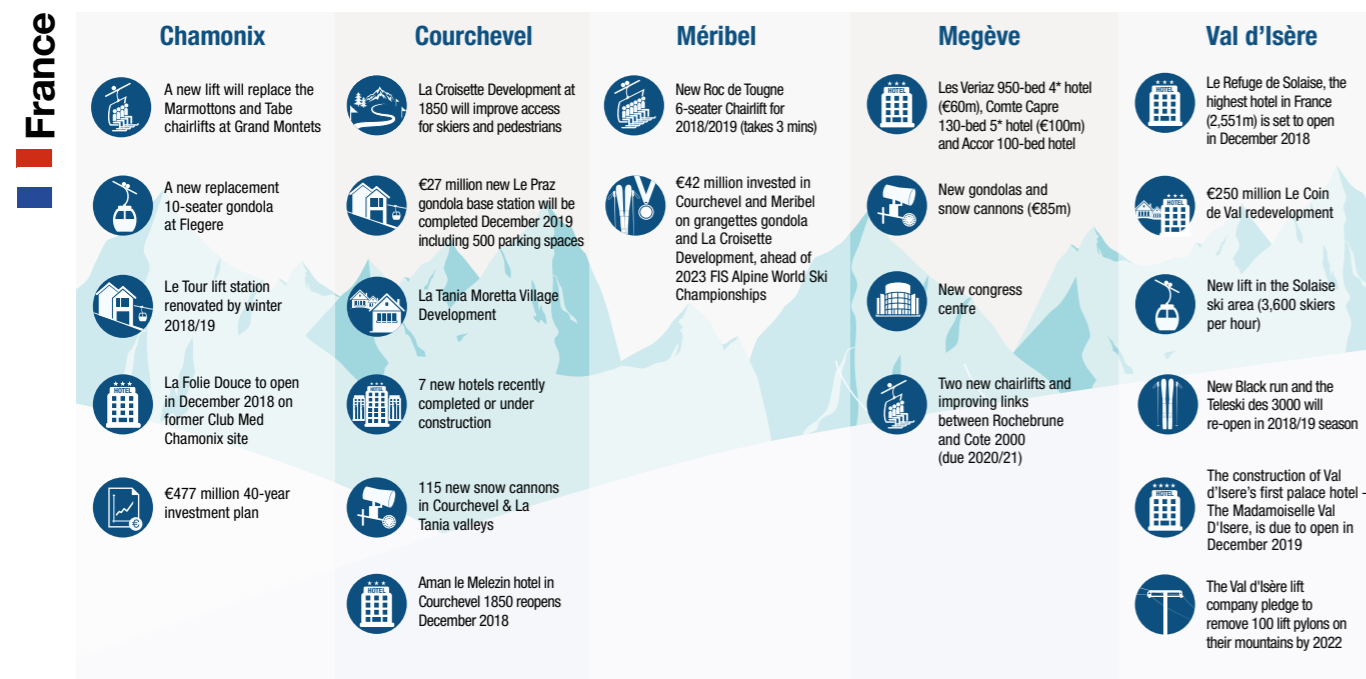 France
Chamonix
A new lift will replace the
Marmottons and Tabe
chairlifts at Grand Montets
A new replacement
10-seater gondola
at Flegere
Le Tour lift station
renovated by winter
2018/19
HOTEL
La Folie Douce to open
in December 2018 on
former Club Med
Chamonix site
€
€477 million 40-year
investment plan
Courchevel
La Croisette Development at
1850 will improve access
for skiers and pedestrians
€27 million new Le Praz
gondola base station will be
completed December 2019
including 500 parking spaces
La Tania Moretta Village
Development
HOTEL
7 new hotels recently
completed or under
construction
115 new snow cannons
in Courchevel & La
Tania valleys
HOTEL
Aman le Melezin hotel in
Courchevel 1850 reopens
December 2018
Méribel
New Roc de Tougne
6-seater Chairlift for
2018/2019 (takes 3 mins)
€42 million invested in
Courchevel and Meribel
on grangettes gondola
and La Croisette
Development, ahead of
2023 FIS Alpine World Ski
Championships
Megève
HOTEL
Les Veriaz 950-bed 4* hotel
(€60m), Comte Capre
130-bed 5* hotel (€100m)
and Accor 100-bed hotel
New gondolas and
snow cannons (€85m)
New congress
centre
Two new chairlifts and
improving links
between Rochebrune
and Cote 2000
(due 2020/21)
Val d'Isère
HOTEL
Le Refuge de Solaise, the
highest hotel in France
(2,551m) is set to open
in December 2018
HOTEL
€250 million Le Coin
de Val redevelopment
New lift in the Solaise
ski area (3,600 skiers
per hour)
New Black run and the
Teleski des 3000 will
re-open in 2018/19 season
HOTEL
The construction of Val
d'Isere's first palace hotel -
The Madamoiselle Val
D'Isere, is due to open in
December 2019
The Val d'Isère lift
company pledge to
remove 100 lift pylons on
their mountains by 2022